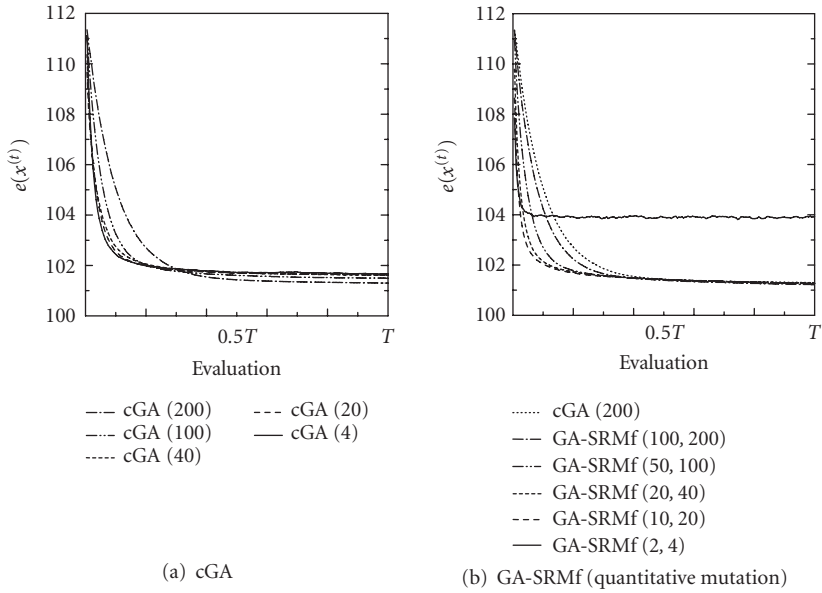 112
110
108
106
104
102
100
e(x^(t))
0.5T
T
Evaluation
cGA (200)
cGA (100)
cGA (40)
cGA (20)
cGA (4)
(a) cGA
112
110
108
106
104
102
100
e(x^(t))
0.5T
T
Evaluation
cGA (200)
GA-SRMf (100, 200)
GA-SRMf (50, 100)
GA-SRMf (20, 40)
GA-SRMf (10, 20)
GA-SRMf (2, 4)
(b) GA-SRMf (quantitative mutation)